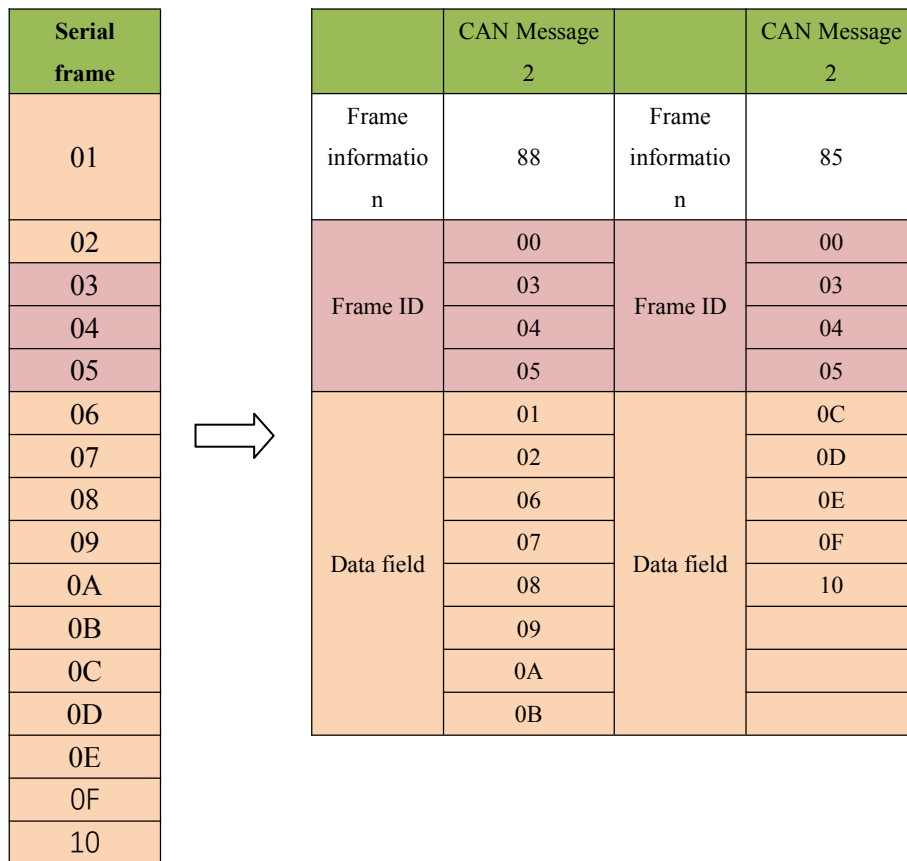 Serial
frame
01
02
03
04
05
06
07
08
09
0A
0B
0C
0D
0E
0F
10
CAN Message
2
CAN Message
2
Frame
informatio
n
88
Frame
informatio
n
85
Frame ID
00
03
04
05
Frame ID
00
03
04
05
Data field
01
02
06
07
08
09
0A
0B
Data field
0C
0D
0E
0F
10